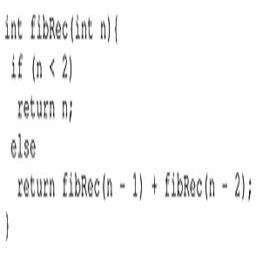 int fibRec(int n){
if (n < 2)
return n;
else
return fibRec(n - 1) + fibRec(n - 2);
}